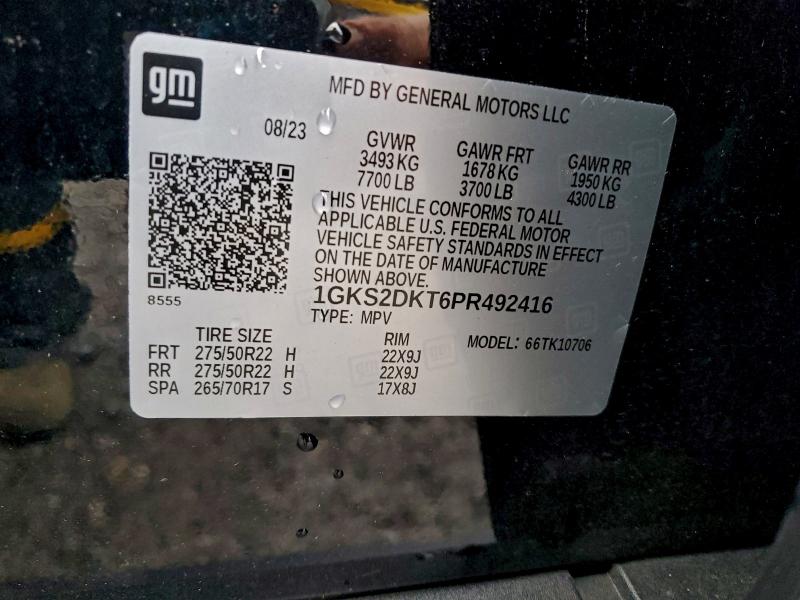 gm
MFD BY GENERAL MOTORS LLC
08/23
GVWR GAWR FRT GAWR RR
3493 KG 1678 KG 1950 KG
7700 LB 3700 LB 4300 LB
THIS VEHICLE CONFORMS TO ALL
APPLICABLE U.S. FEDERAL MOTOR
VEHICLE SAFETY STANDARDS IN EFFECT
ON THE DATE OF MANUFACTURE
SHOWN ABOVE.
8555
1GKS2DKT6PR492416
TYPE: MPV
TIRE SIZE RIM MODEL: 66TK10706
FRT 275/50R22 H 22X9J
RR 275/50R22 H 22X9J
SPA 265/70R17 S 17X8J